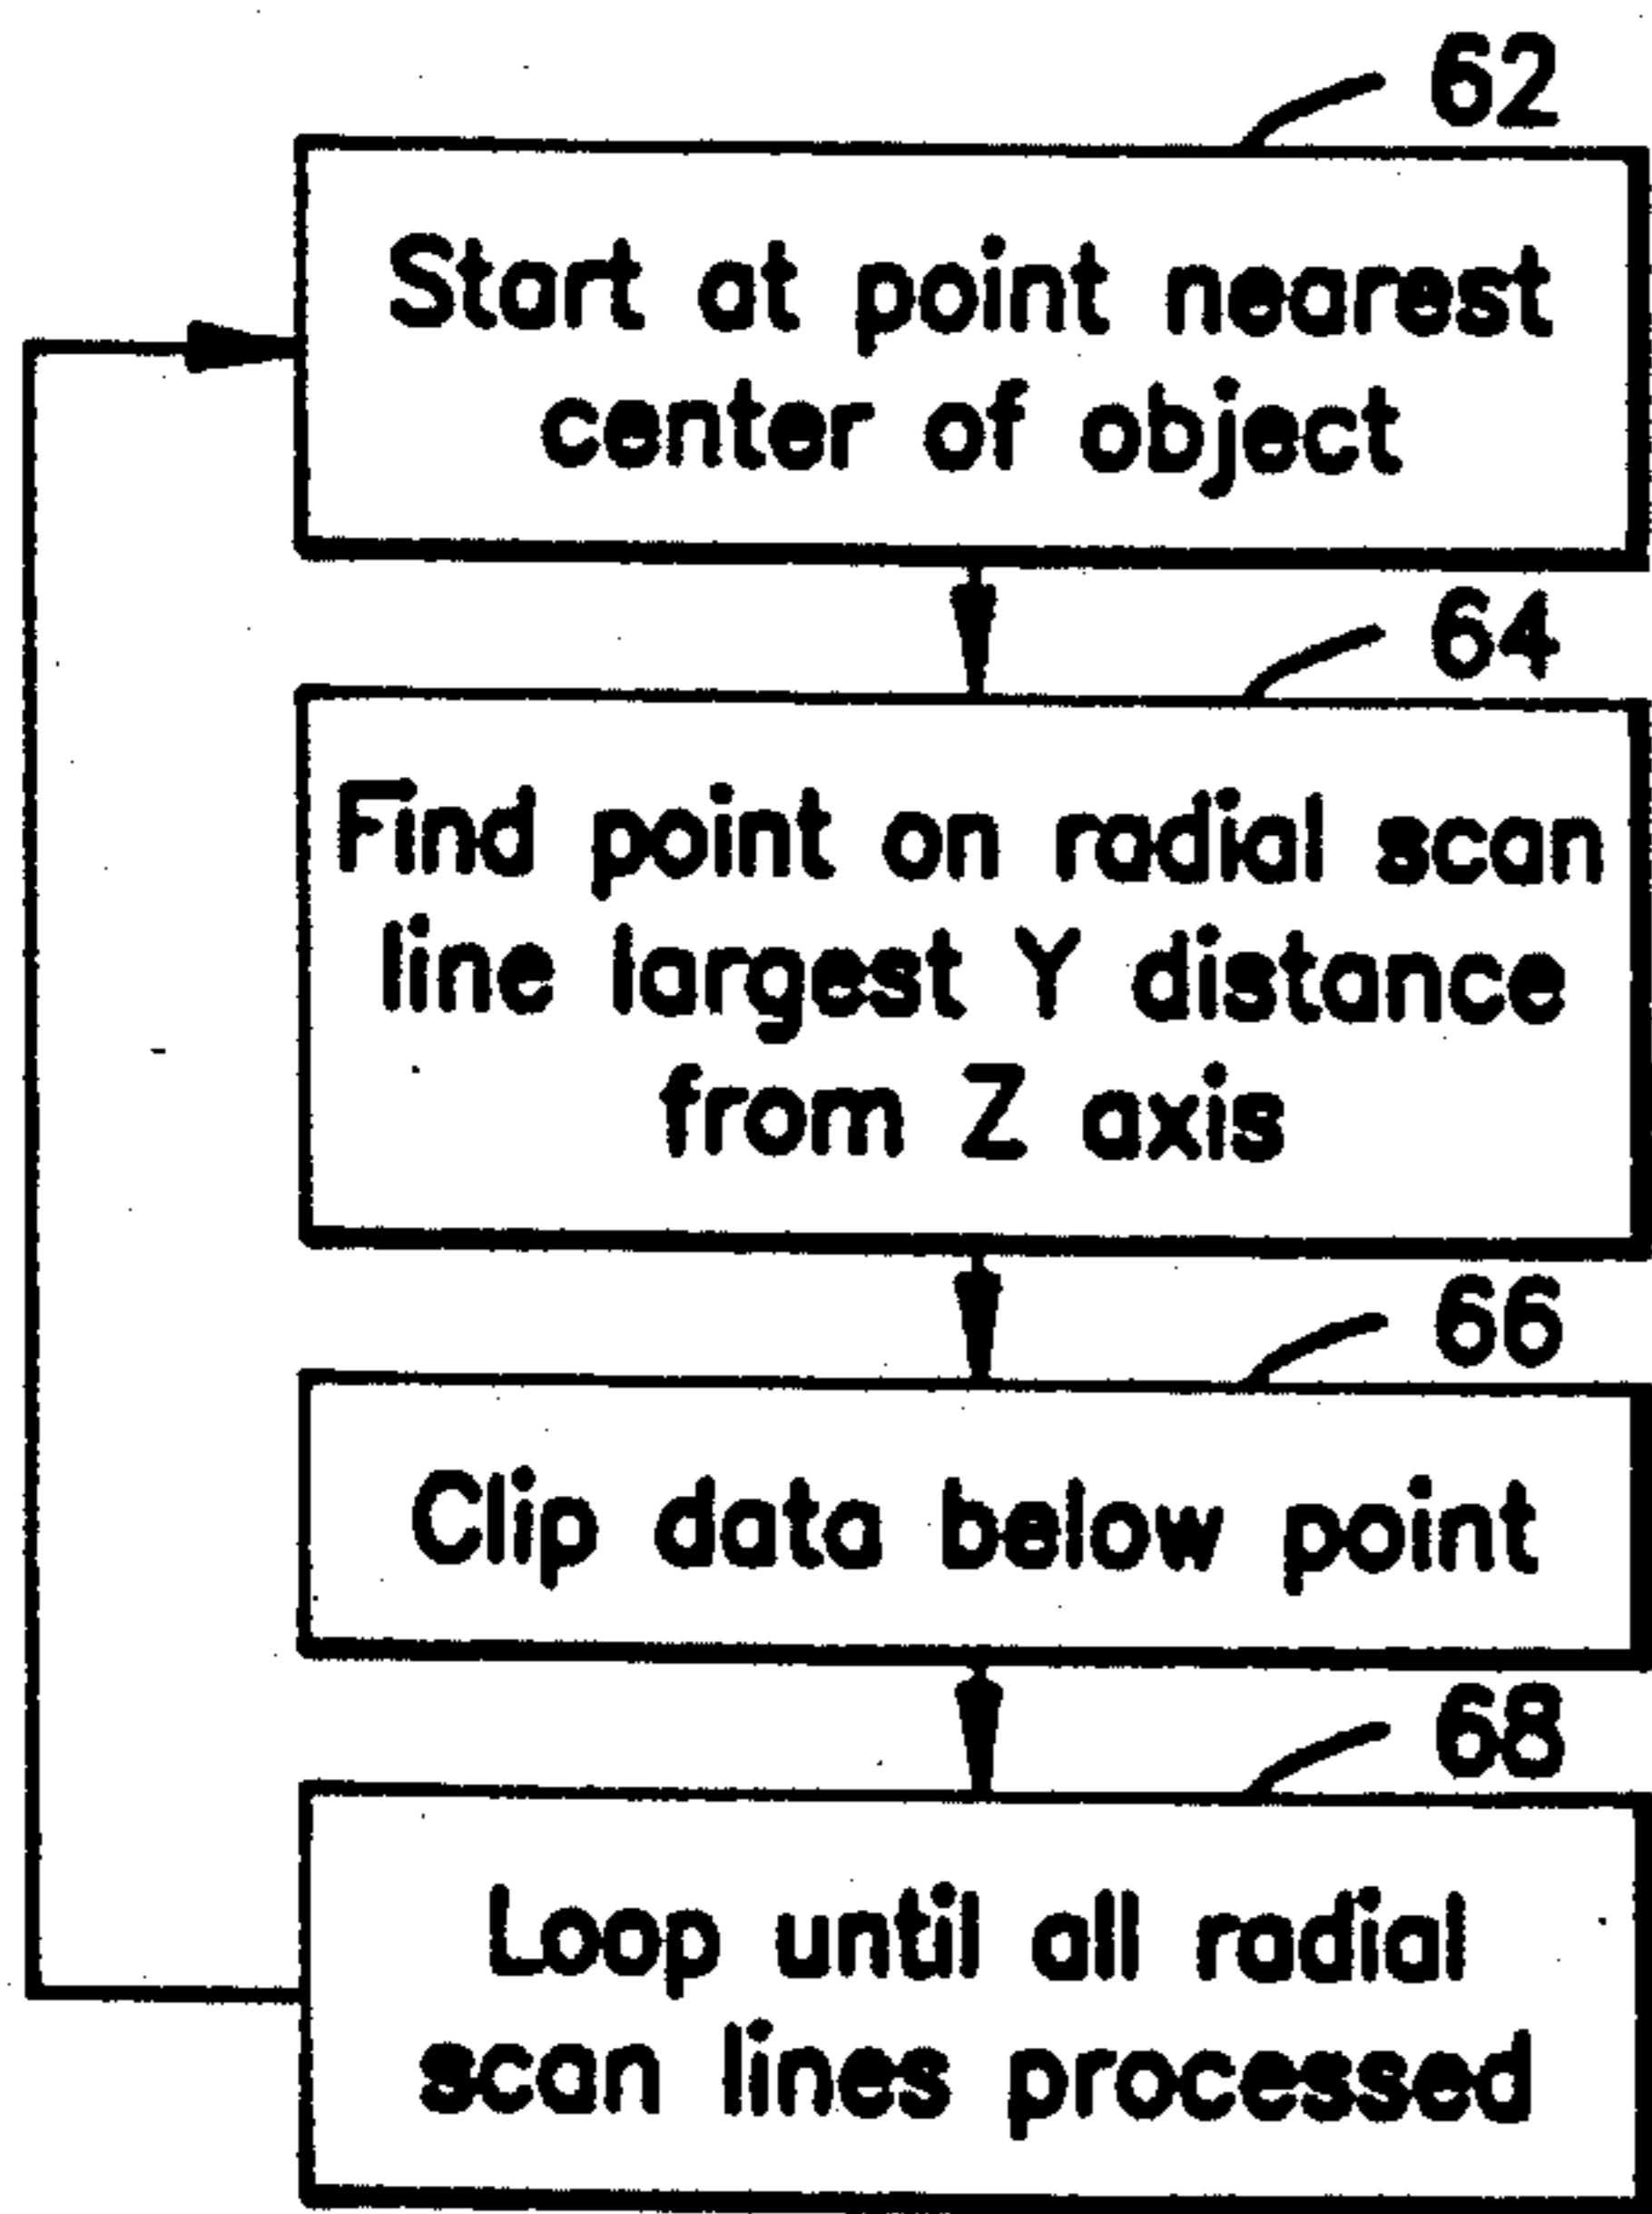 62
Start at point nearest
center of object
64
Find point on radial scan
line largest Y distance
from Z axis
66
Clip data below point
68
Loop until all radial
scan lines processed